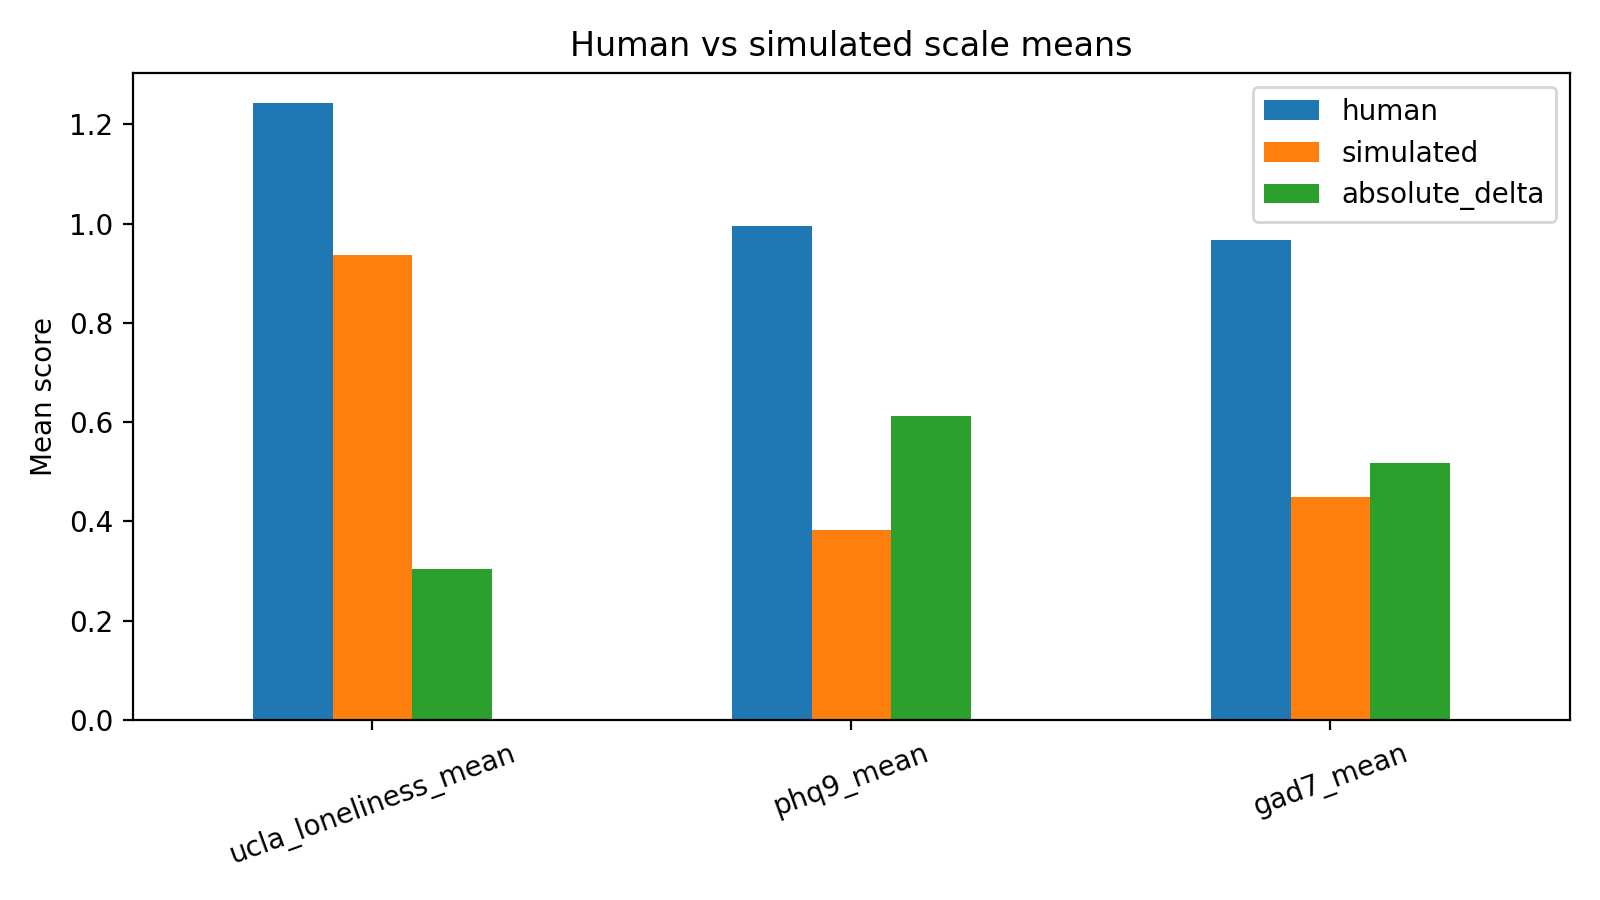 Human vs simulated scale means
human
simulated
absolute_delta
Mean score
1.2
1.0
0.8
0.6
0.4
0.2
0.0
ucla_loneliness_mean
phq9_mean
gad7_mean